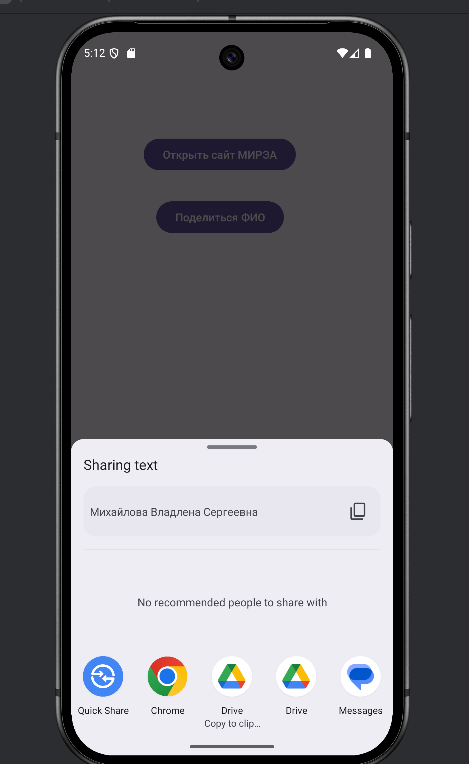 5:12
Открыть сайт МИРЭА
Поделиться ФИО
Sharing text
Михайлова Владлена Сергеевна
No recommended people to share with
Quick Share Chrome Drive Drive Messages
Copy to clip...